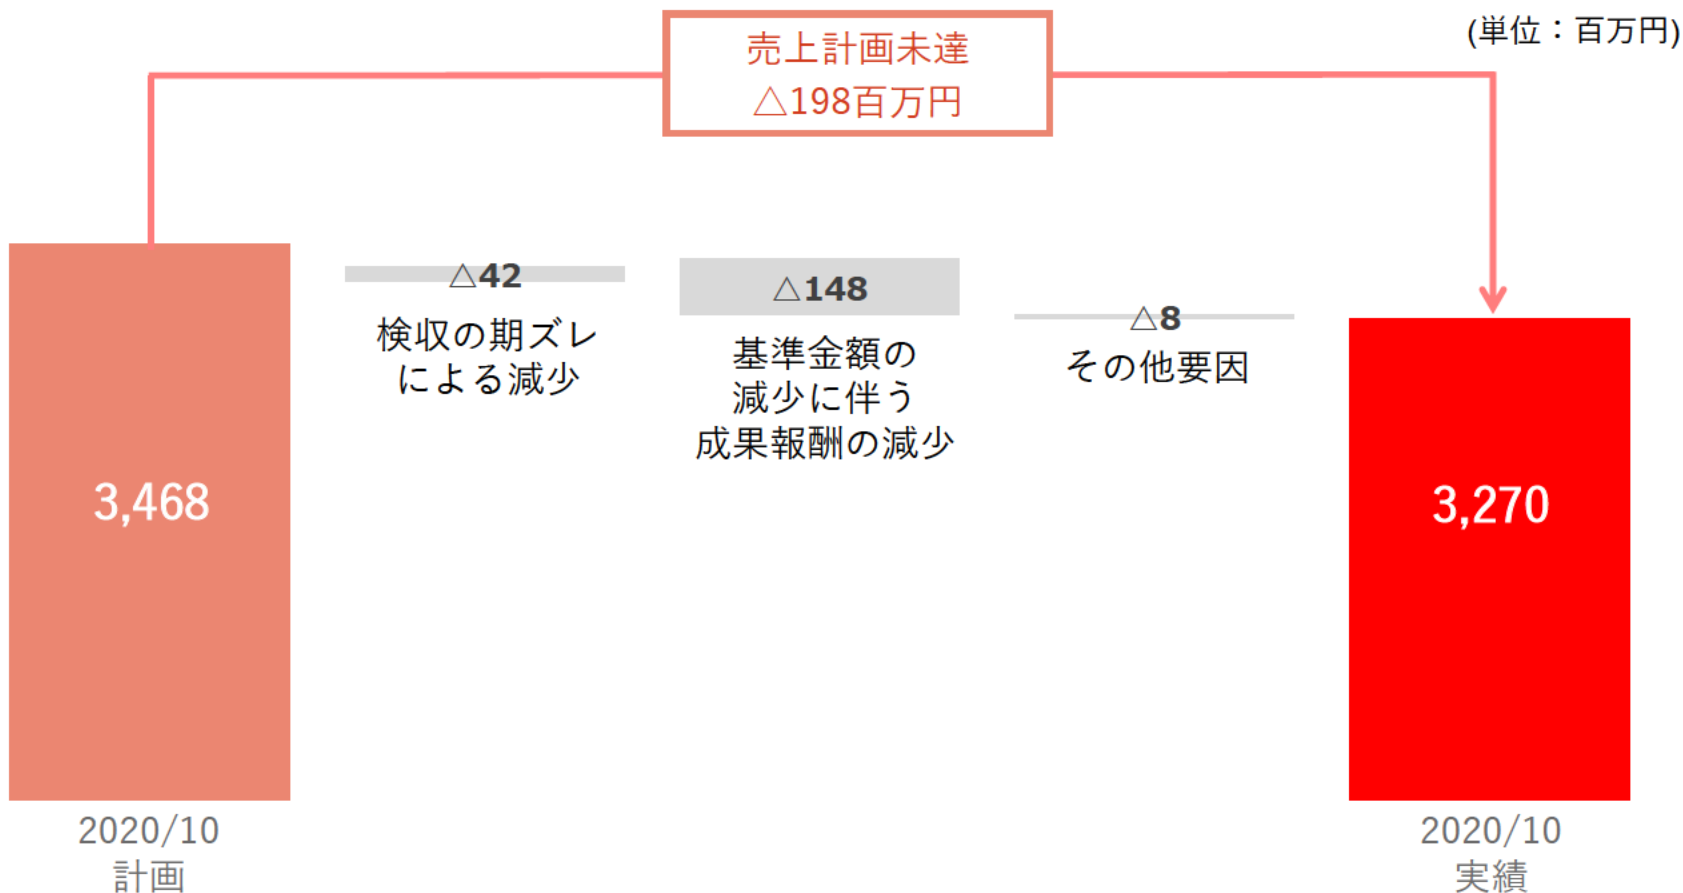 (単位：百万円)
売上計画未達
△198百万円
△42
検収の期ズレ
による減少
△148
基準金額の
減少に伴う
成果報酬の減少
△8
その他要因
3,468
3,270
2020/10
計画
2020/10
実績